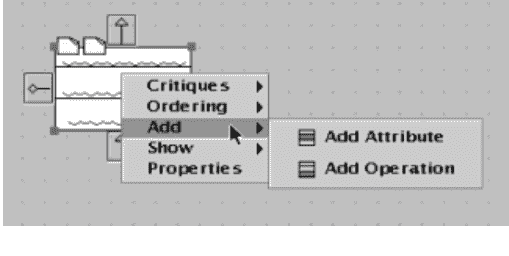 Critiques
Ordering
Add
Show
Properties
Add Attribute
Add Operation